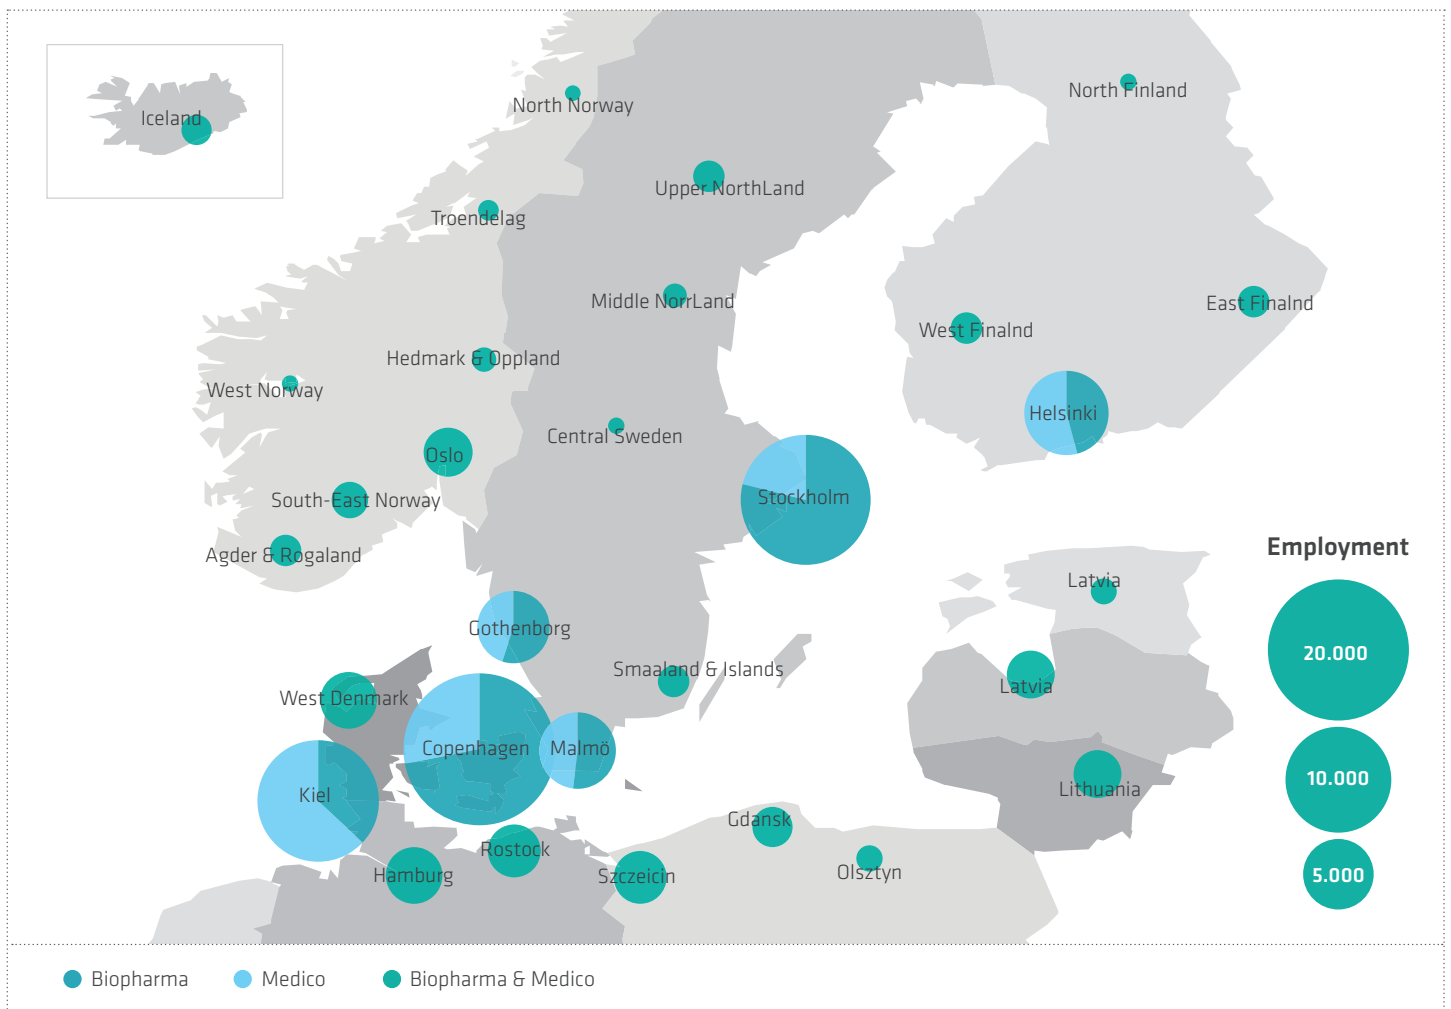 North Finland
North Norway
Iceland
Upper NorthLand
Troendelag
Middle NorrLand
East Finalnd
West Finalnd
Hedmark & Oppland
West Norway
Helsinki
Central Sweden
Oslo
Stockholm
South-East Norway
Agder & Rogaland
Employment
Latvia
Gothenborg
20.000
Smaaland & Islands
Latvia
West Denmark
Copenhagen
Malmö
10.000
Lithuania
Kiel
Gdansk
Rostock
Olsztyn
5.000
Hamburg
Szczeicin
Biopharma
Medico
Biopharma & Medico